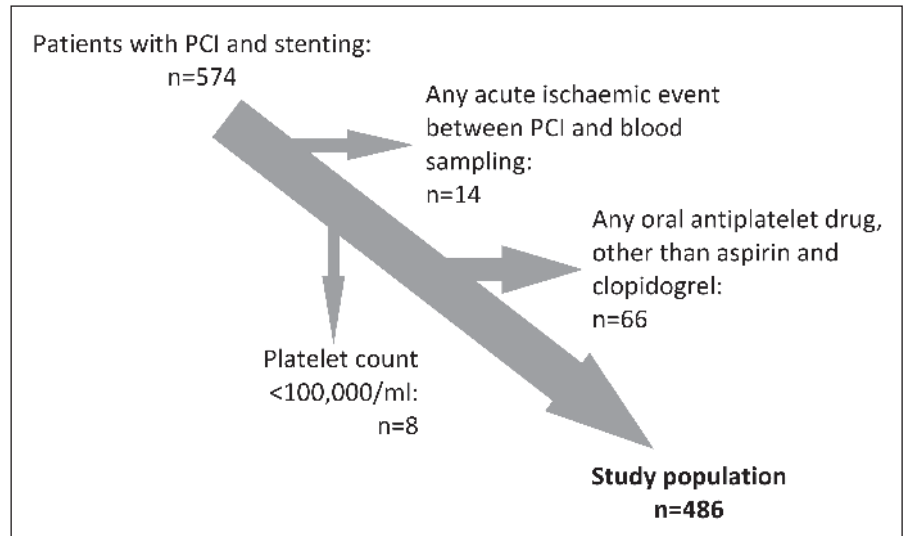 Patients with PCI and stenting:
n=574
Any acute ischaemic event
between PCI and blood
sampling:
n=14
Any oral antiplatelet drug,
other than aspirin and
clopidogrel:
n=66
Platelet count
<100,000/ml:
n=8
Study population
n=486